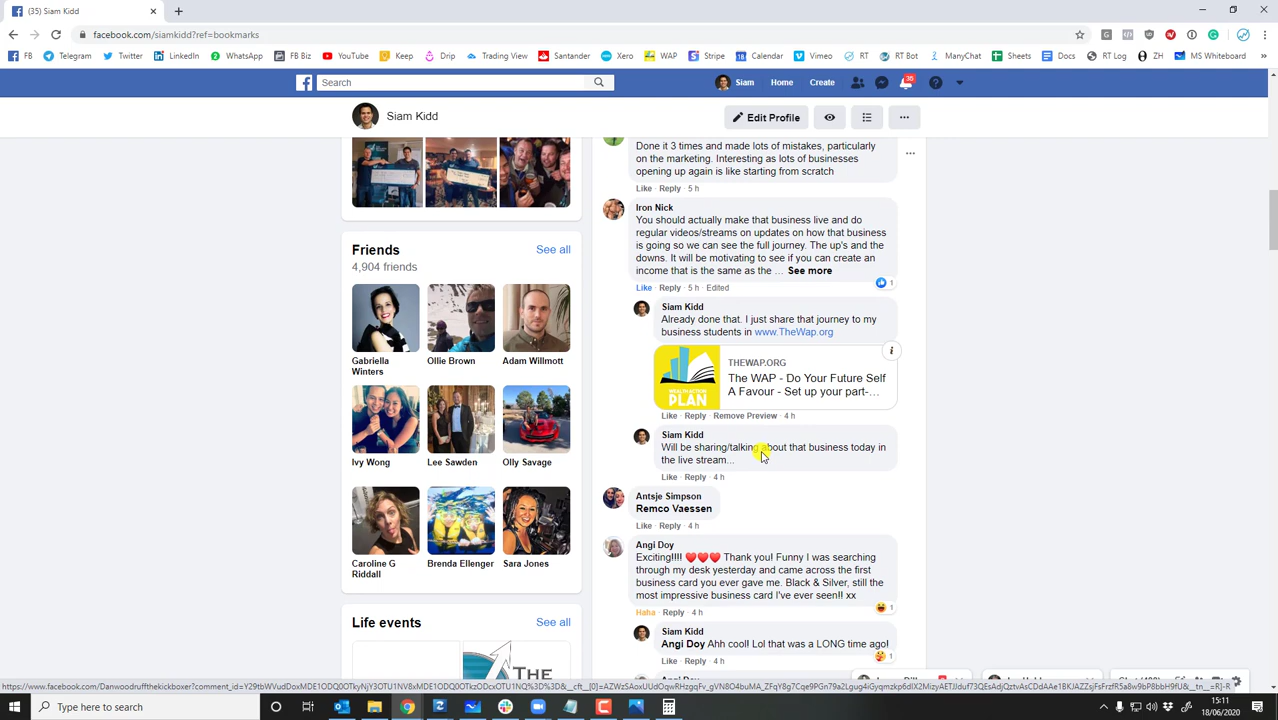 (35) Siam Kidd
facebook.com/siamkidd?ref=bookmarks
FB
Telegram
Twitter
LinkedIn
WhatsApp
FB Biz
YouTube
Keep
Drip
Trading View
Santander
Xero
WAP
Stripe
Calendar
Vimeo
RT
RT Bot
ManyChat
Sheets
Docs
RT Log
ZH
MS Whiteboard
Search
Siam
Home
Create
36
Siam Kidd
Edit Profile
Done it 3 times and made lots of mistakes, particularly
on the marketing. Interesting as lots of businesses
opening up again is like starting from scratch
Like · Reply · 5 h
Iron Nick
You should actually make that business live and do
regular videos/streams on updates on how that business
is going so we can see the full journey. The up's and the
downs. It will be motivating to see if you can create an
income that is the same as the ... See more
1
Like · Reply · 5 h · Edited
Siam Kidd
Already done that. I just share that journey to my
business students in www.TheWap.org
WEALTH ACTION
PLAN
THEWAP.ORG
The WAP - Do Your Future Self
A Favour - Set up your part-...
Like · Reply · Remove Preview · 4 h
Siam Kidd
Will be sharing/talking about that business today in
the live stream...
Like · Reply · 4 h
Antsje Simpson
Remco Vaessen
Like · Reply · 4 h
Angi Doy
Exciting!!!! ❤️❤️❤️ Thank you! Funny I was searching
through my desk yesterday and came across the first
business card you ever gave me. Black & Silver, still the
most impressive business card I've ever seen!! xx
1
Haha · Reply · 4 h
Siam Kidd
Angi Doy Ahh cool! Lol that was a LONG time ago!
1
Like · Reply · 4 h
Friends
See all
4,904 friends
Gabriella
Winters
Ollie Brown
Adam Willmott
Ivy Wong
Lee Sawden
Olly Savage
Caroline G
Riddall
Brenda Ellenger
Sara Jones
Life events
See all
THE
Type here to search
15:11
18/06/2020